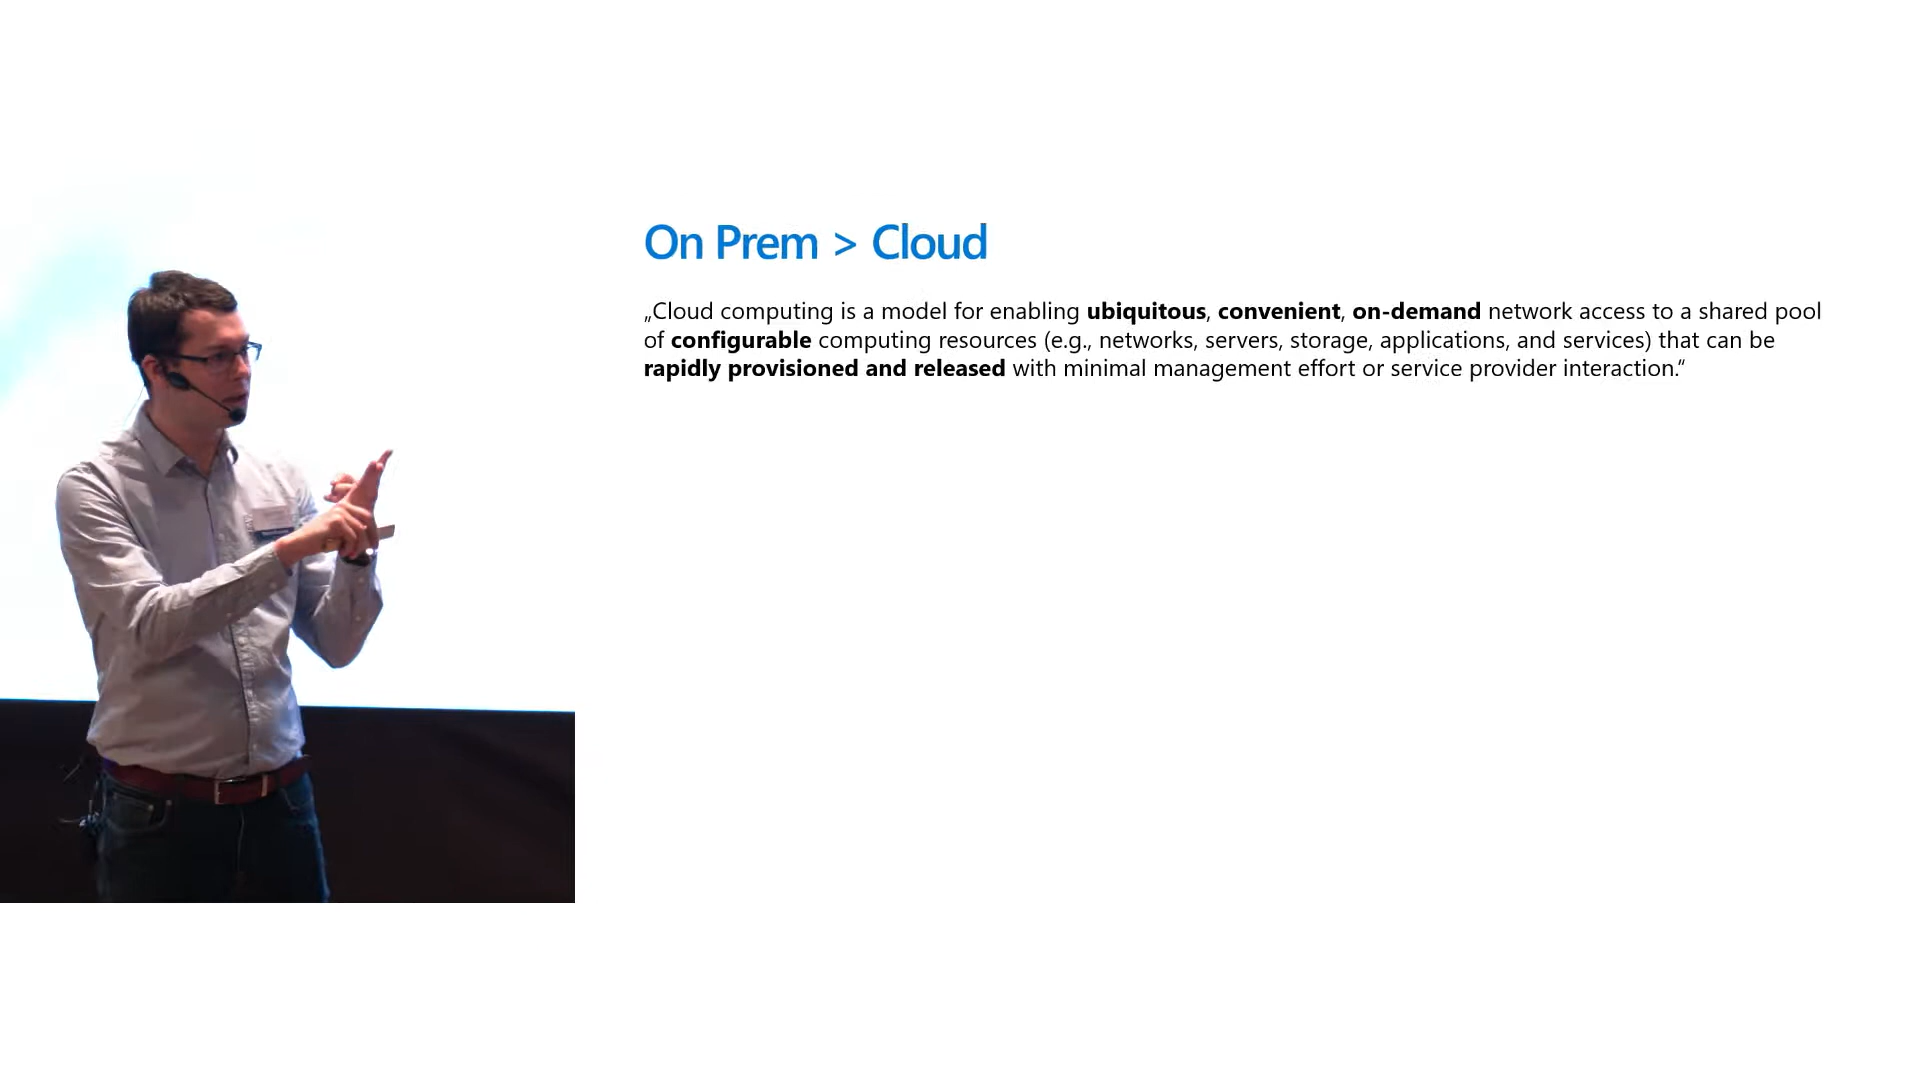 On Prem > Cloud
„Cloud computing is a model for enabling ubiquitous, convenient, on-demand network access to a shared pool
of configurable computing resources (e.g., networks, servers, storage, applications, and services) that can be
rapidly provisioned and released with minimal management effort or service provider interaction.“